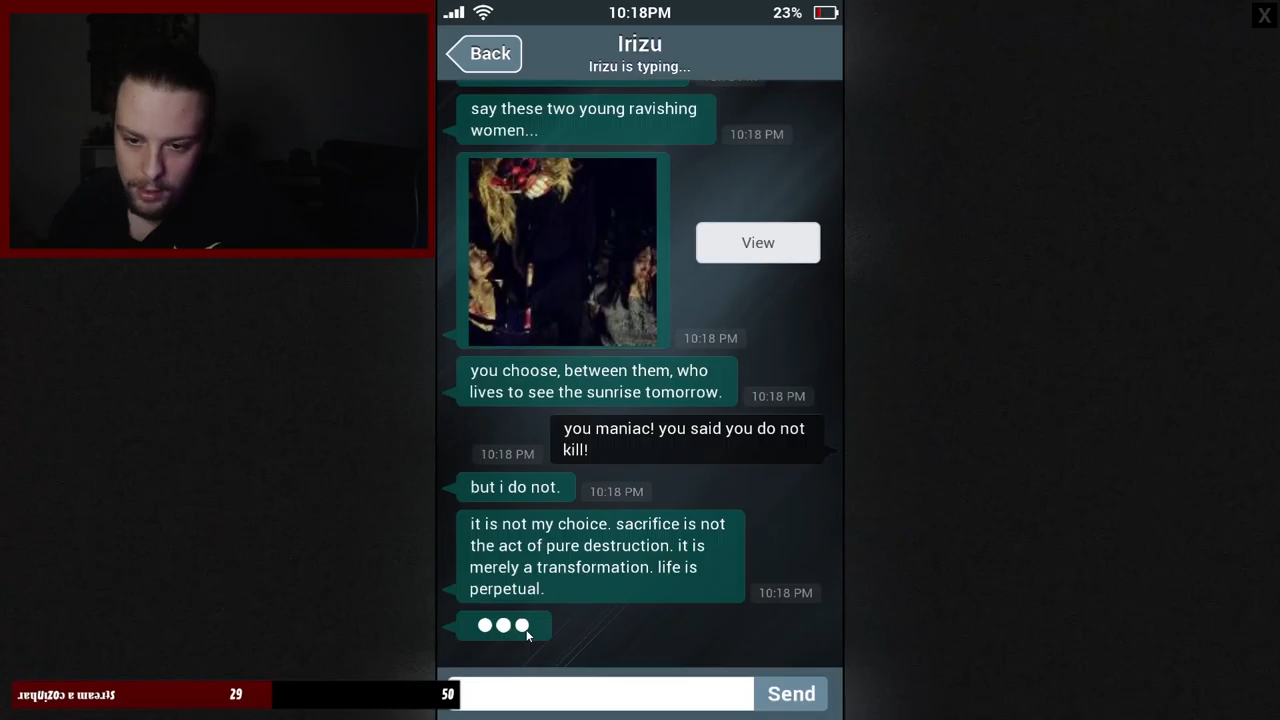 10:18PM
23%
X
Back
Irizu
Irizu is typing...
say these two young ravishing
women...
10:18 PM
View
10:18 PM
you choose, between them, who
lives to see the sunrise tomorrow.
10:18 PM
you maniac! you said you do not
kill!
10:18 PM
but i do not.
10:18 PM
it is not my choice. sacrifice is not
the act of pure destruction. it is
merely a transformation. life is
perpetual.
10:18 PM
Stream a cozinhar
29
50
Send